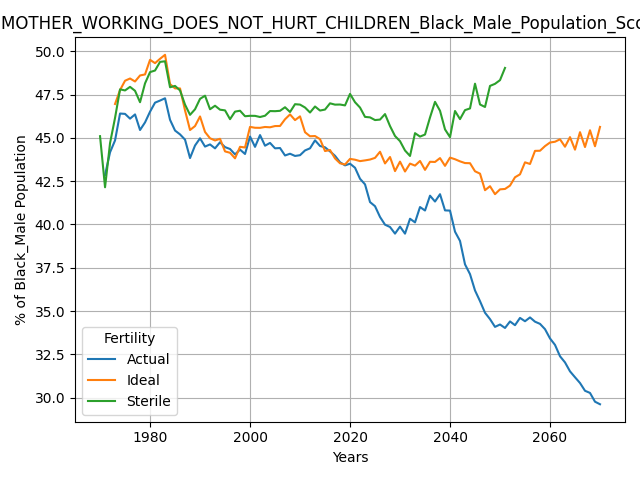 MOTHER_WORKING_DOES_NOT_HURT_CHILDREN_Black_Male_Population_Sco
50.0
47.5
45.0
42.5
40.0
37.5
35.0
32.5
30.0
% of Black_Male Population
Fertility
Actual
Ideal
Sterile
1980 2000 2020 2040 2060
Years